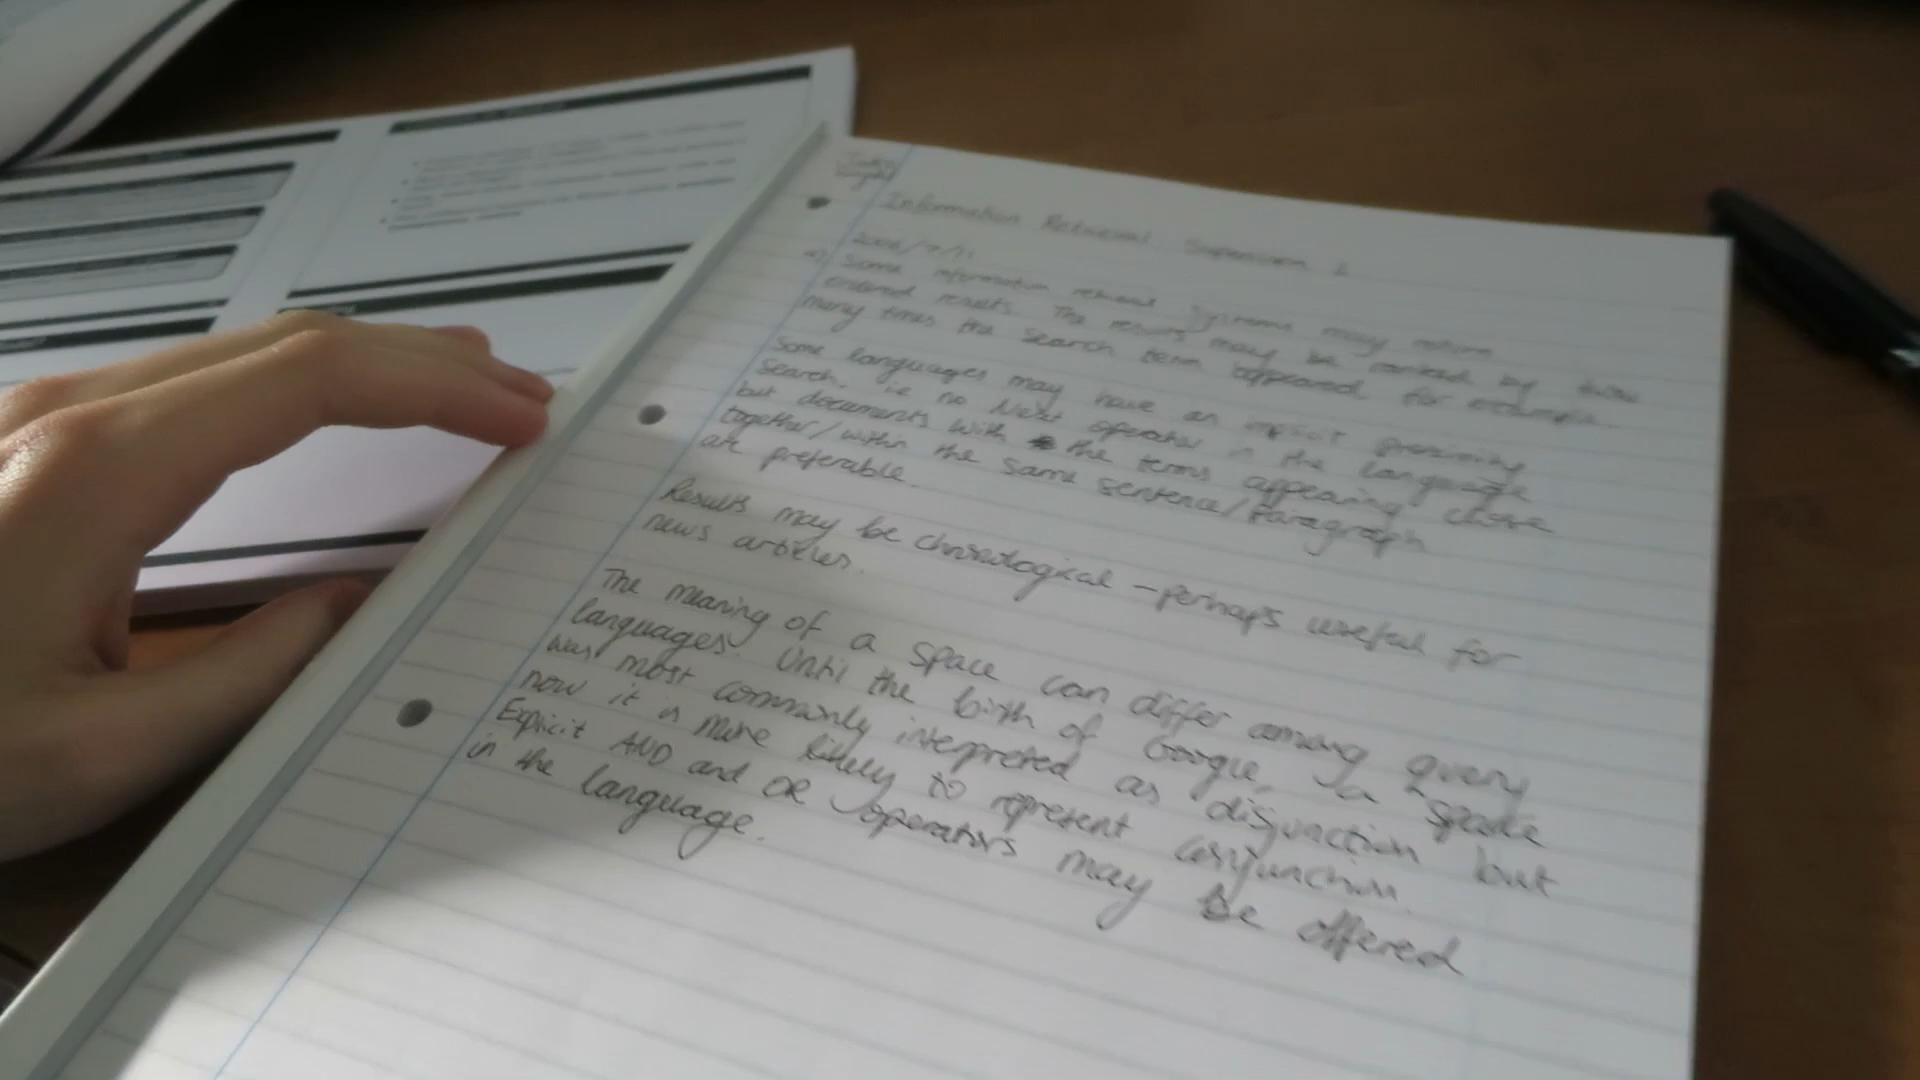 Information Retrieval Supervision 1
2006/7/11
a) Some information retrieval systems may return
ordered results. The results may be ranked by how
many times the search term appeared, for example.
Some languages may have an implicit proximity
search. ie no Next operator in the language
but documents with the terms appearing close
together/within the same sentence/Paragraph
are preferable.
Results may be chronological - perhaps useful for
news articles.
The meaning of a space can differ among query
languages. Until the birth of Google, a space
was most commonly interpreted as disjunction but
now it is more likely to represent conjunction.
Explicit AND and OR operators may be offered
in the language.